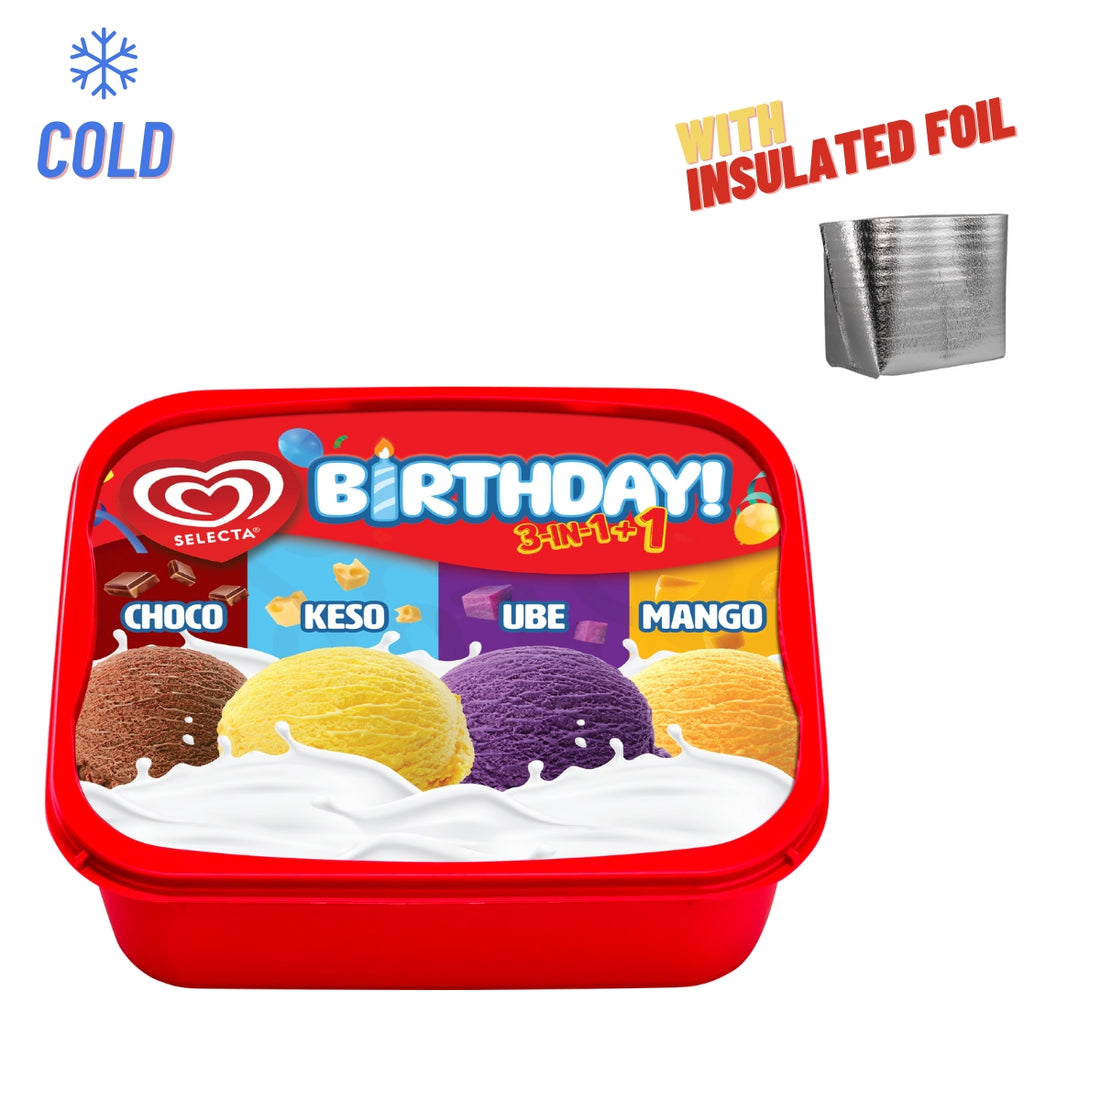 COLD
WITH
INSULATED FOIL
SELECTA®
BIRTHDAY!
3-IN-1+1
CHOCO
KESO
UBE
MANGO